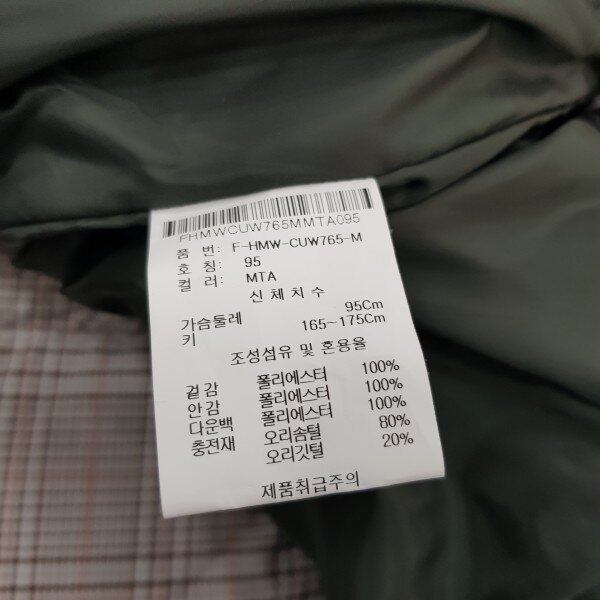 FHMWCUW765MMTA095
품 번: F-HMW-CUW765-M
호 칭: 95
컬 러: MTA
신 체 치 수
가슴둘레 95Cm
키 165~175Cm
조성섬유 및 혼용율
겉감 폴리에스터 100%
안감 폴리에스터 100%
다운백 폴리에스터 100%
충전재 오리솜털 80%
오리깃털 20%
제품취급주의